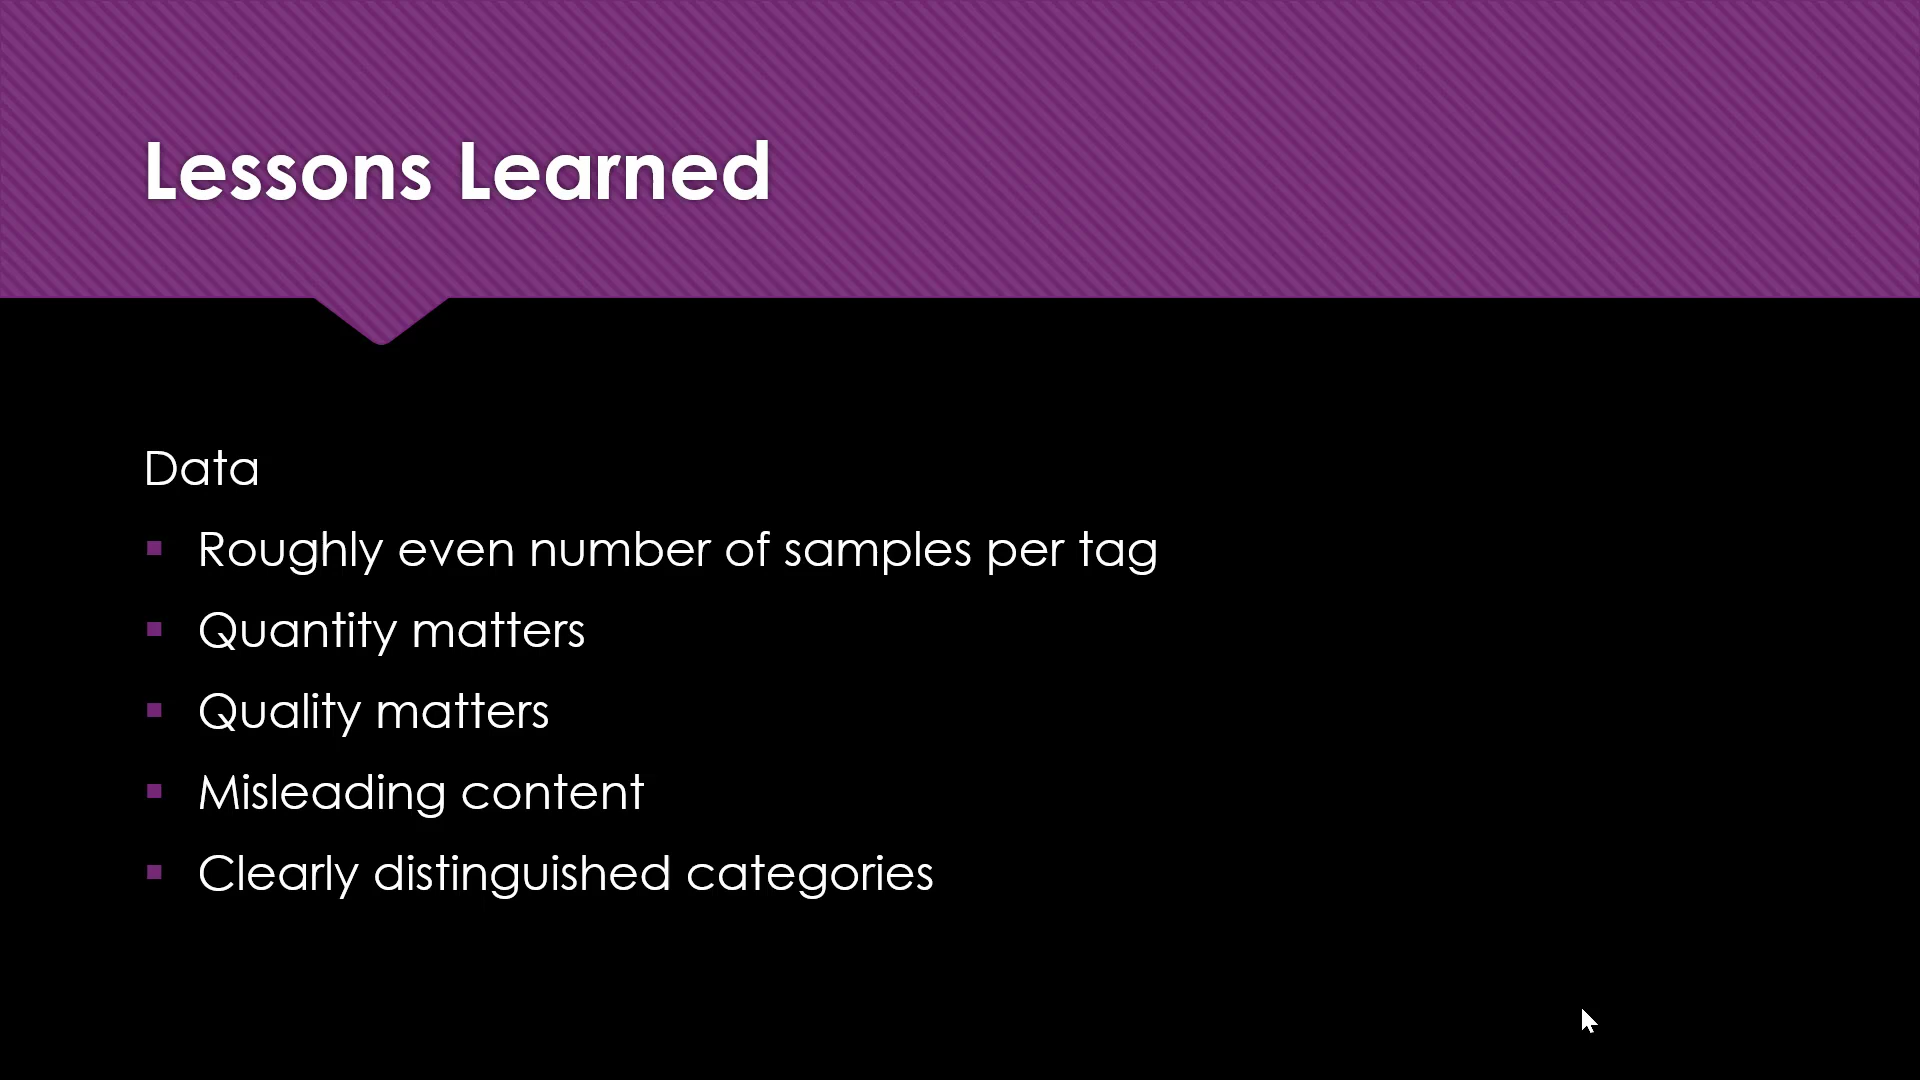 Lessons Learned
Data
Roughly even number of samples per tag
Quantity matters
Quality matters
Misleading content
Clearly distinguished categories